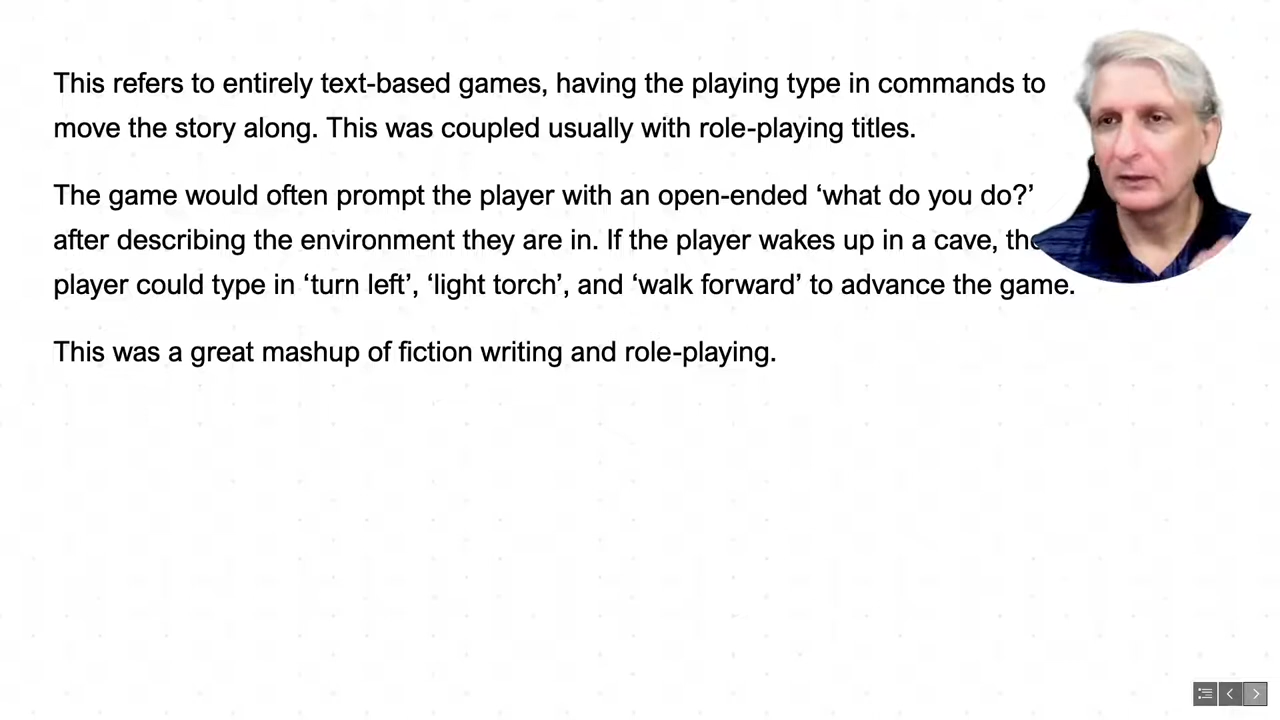 This refers to entirely text-based games, having the playing type in commands to
move the story along. This was coupled usually with role-playing titles.
The game would often prompt the player with an open-ended ‘what do you do?’
after describing the environment they are in. If the player wakes up in a cave,
player could type in ‘turn left’, ‘light torch’, and ‘walk forward’ to advance the game.
This was a great mashup of fiction writing and role-playing.